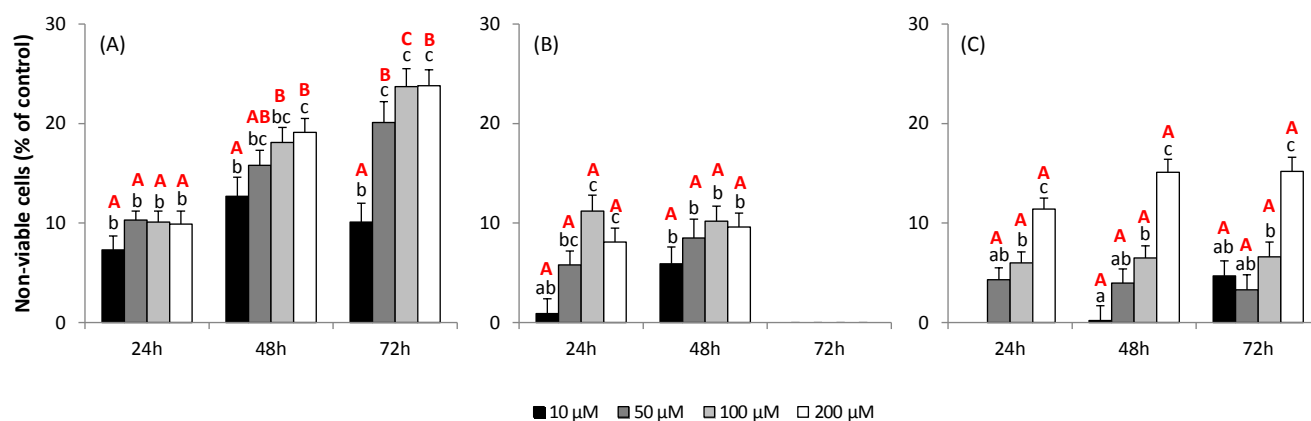 Non-viable cells (% of control)
30
20
10
0
(A)
A A A A
b b b b
A AB B B
b bc bc c
A B C B
b c c c
24h 48h 72h
30
20
10
0
(B)
A A A A
ab bc c c
A A A A
b b b b
24h 48h 72h
30
20
10
0
(C)
A A A
ab b c
A A A A
a ab b c
A A A A
ab ab b c
24h 48h 72h
10 μM 50 μM 100 μM 200 μM